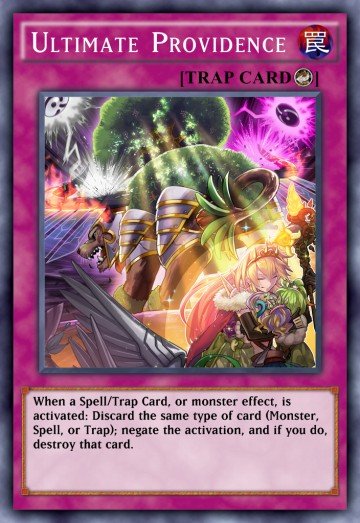 ULTIMATE PROVIDENCE 罠
[TRAP CARD]
When a Spell/Trap Card, or monster effect, is
activated: Discard the same type of card (Monster,
Spell, or Trap); negate the activation, and if you do,
destroy that card.